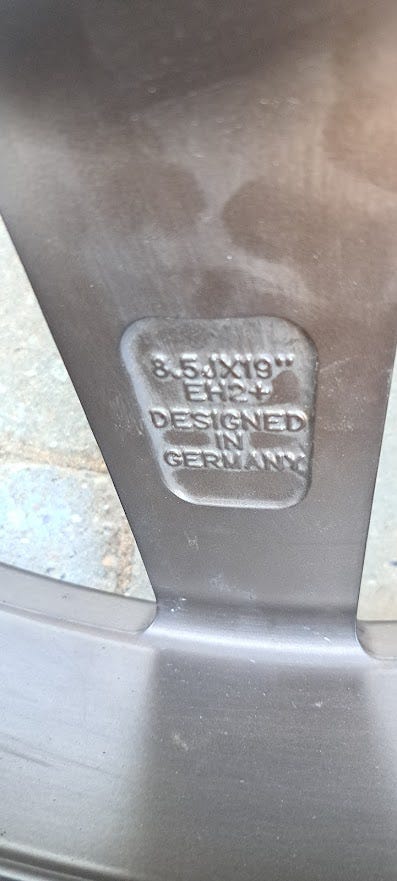 8.5JX19"
EH2+
DESIGNED
IN
GERMANY